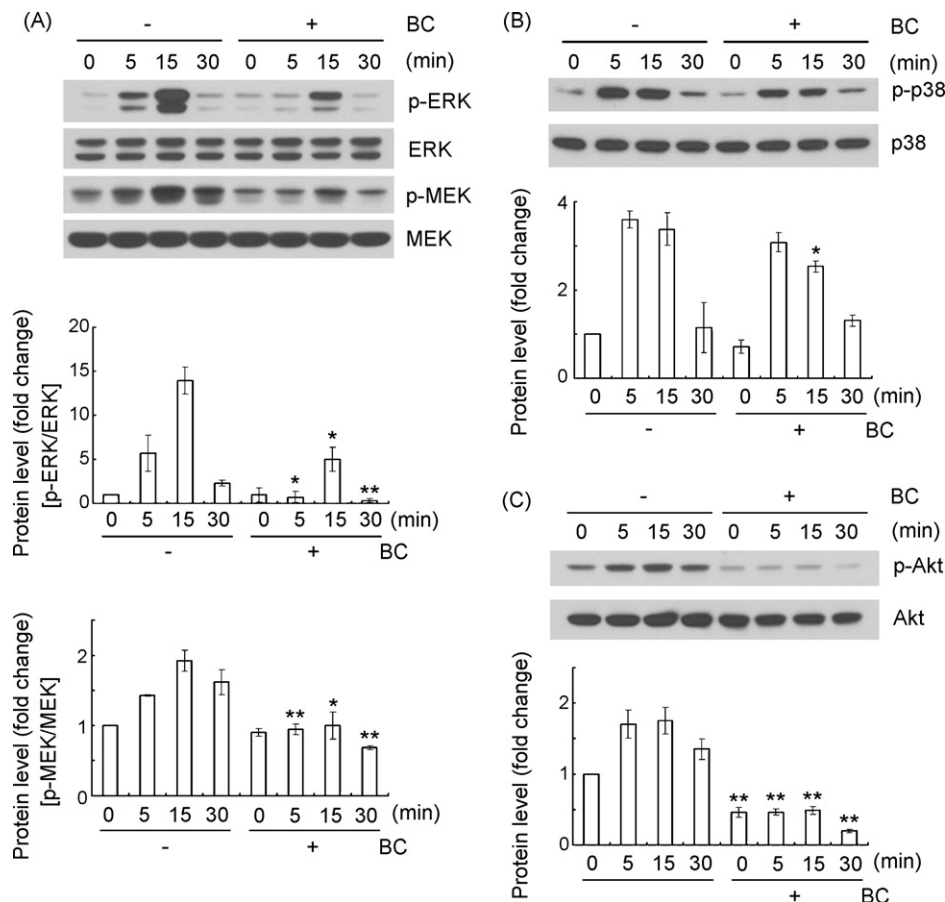 (A)
- + BC
0 5 15 30 0 5 15 30 (min)
p-ERK
ERK
p-MEK
MEK
Protein level (fold change)
[p-ERK/ERK]
20
15
10
5
0
* * **
0 5 15 30 0 5 15 30 (min)
- + BC
Protein level (fold change)
[p-MEK/MEK]
2
1
0
** * **
0 5 15 30 0 5 15 30 (min)
- + BC
(B)
- + BC
0 5 15 30 0 5 15 30 (min)
p-p38
p38
Protein level (fold change)
4
2
0
*
0 5 15 30 0 5 15 30 (min)
- + BC
(C)
- + BC
0 5 15 30 0 5 15 30 (min)
p-Akt
Akt
Protein level (fold change)
2
1
0
** ** ** **
0 5 15 30 0 5 15 30 (min)
+ BC